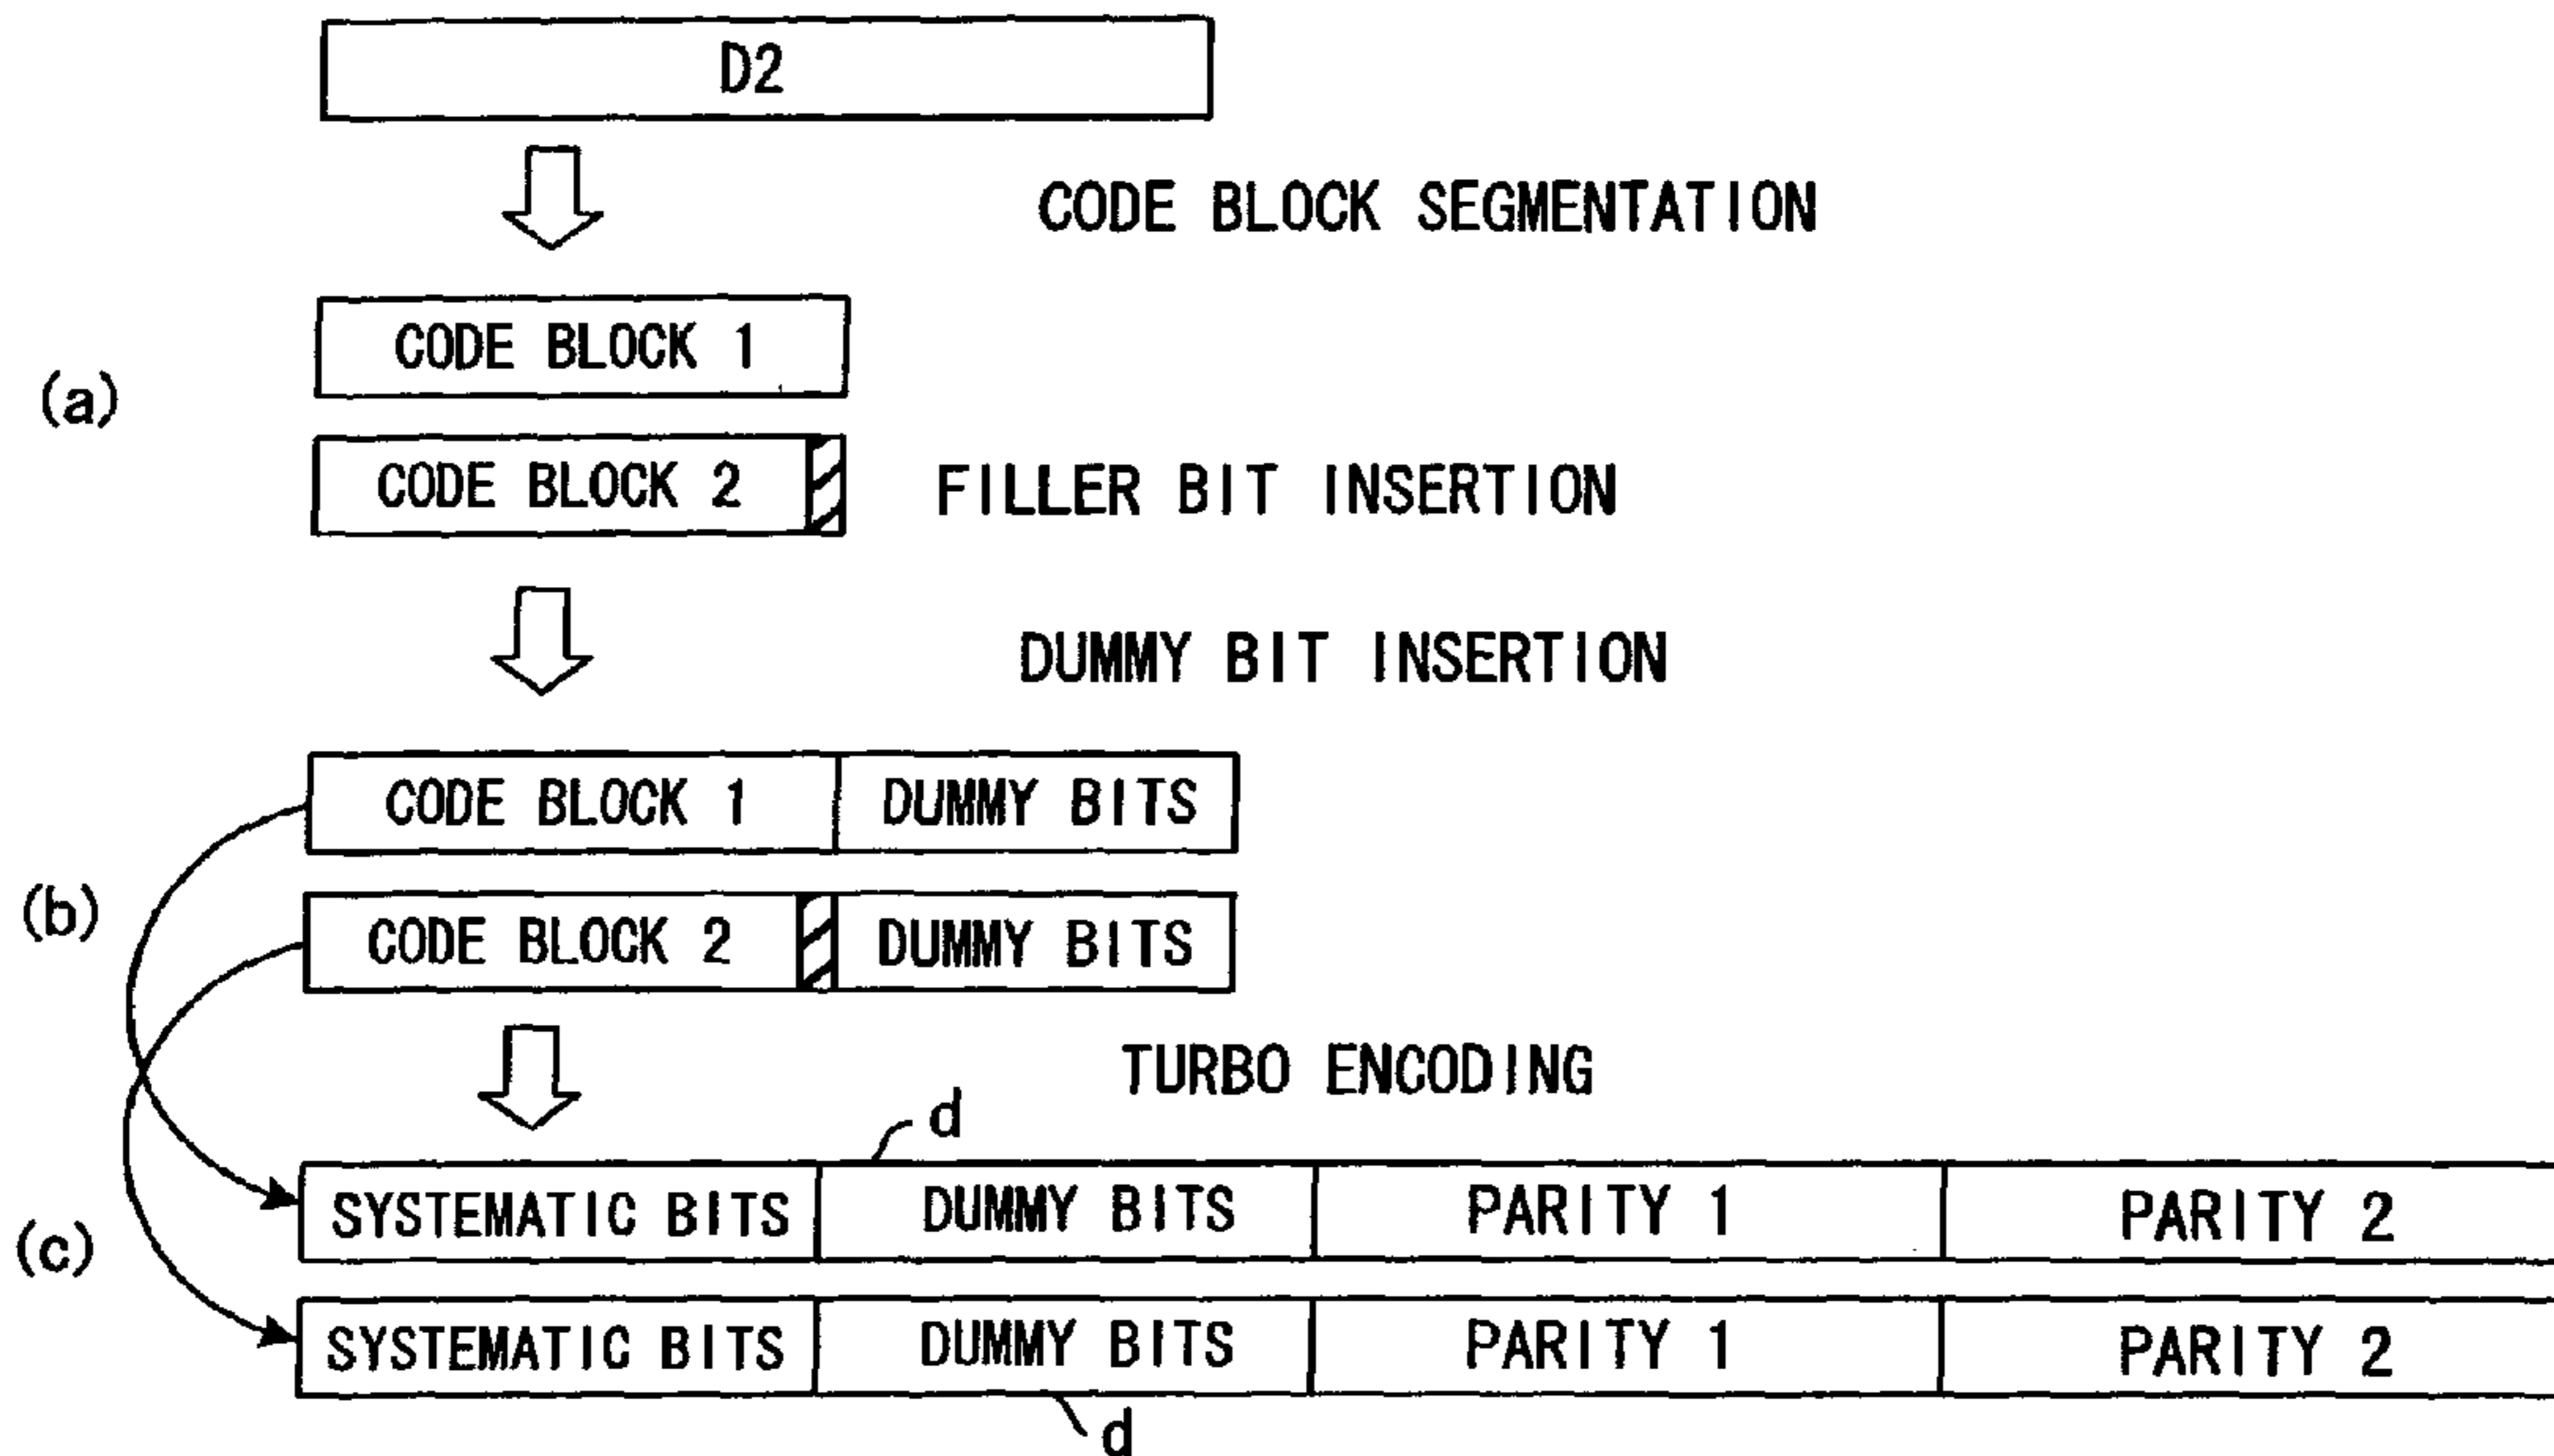 D2
CODE BLOCK SEGMENTATION
CODE BLOCK 1
(a)
CODE BLOCK 2
FILLER BIT INSERTION
DUMMY BIT INSERTION
CODE BLOCK 1 DUMMY BITS
(b)
CODE BLOCK 2 DUMMY BITS
TURBO ENCODING
d
SYSTEMATIC BITS DUMMY BITS PARITY 1 PARITY 2
(c)
SYSTEMATIC BITS DUMMY BITS PARITY 1 PARITY 2
d